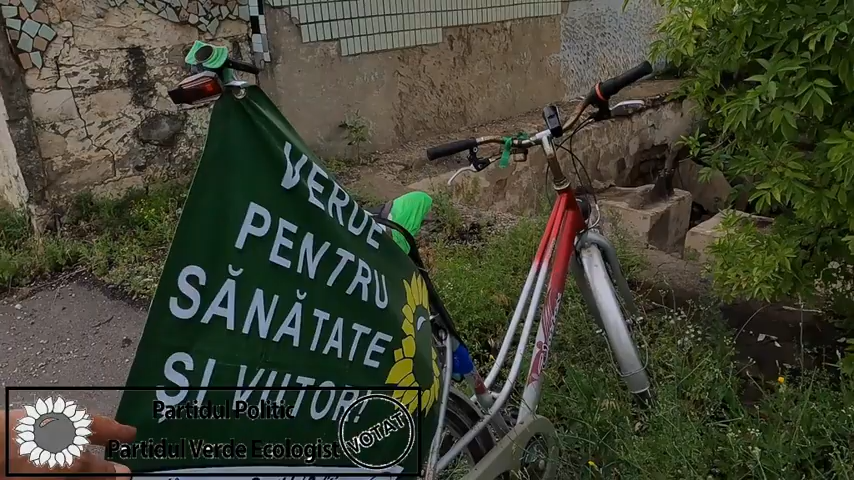 VERDE
PENTRU
SĂNĂTATE
ȘI VIITOR!
Partidul Politic
Partidul Verde Ecologist
VOTAT